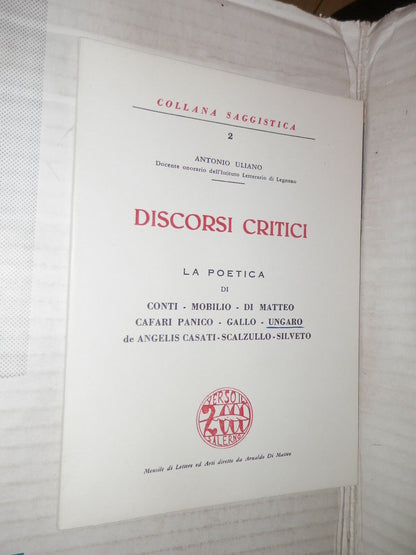 COLLANA SAGGISTICA
2
ANTONIO ULIANO
Docente onorario dell'Istituto Letterario di Legnano
DISCORSI CRITICI
LA POETICA
DI
CONTI - MOBILIO - DI MATTEO
CAFARI PANICO - GALLO - UNGARO
de ANGELIS CASATI - SCALZULLO - SILVETO
VERSO IL
2000
SALERNO
Mensile di Lettere ed Arti diretto da Arnaldo Di Matteo